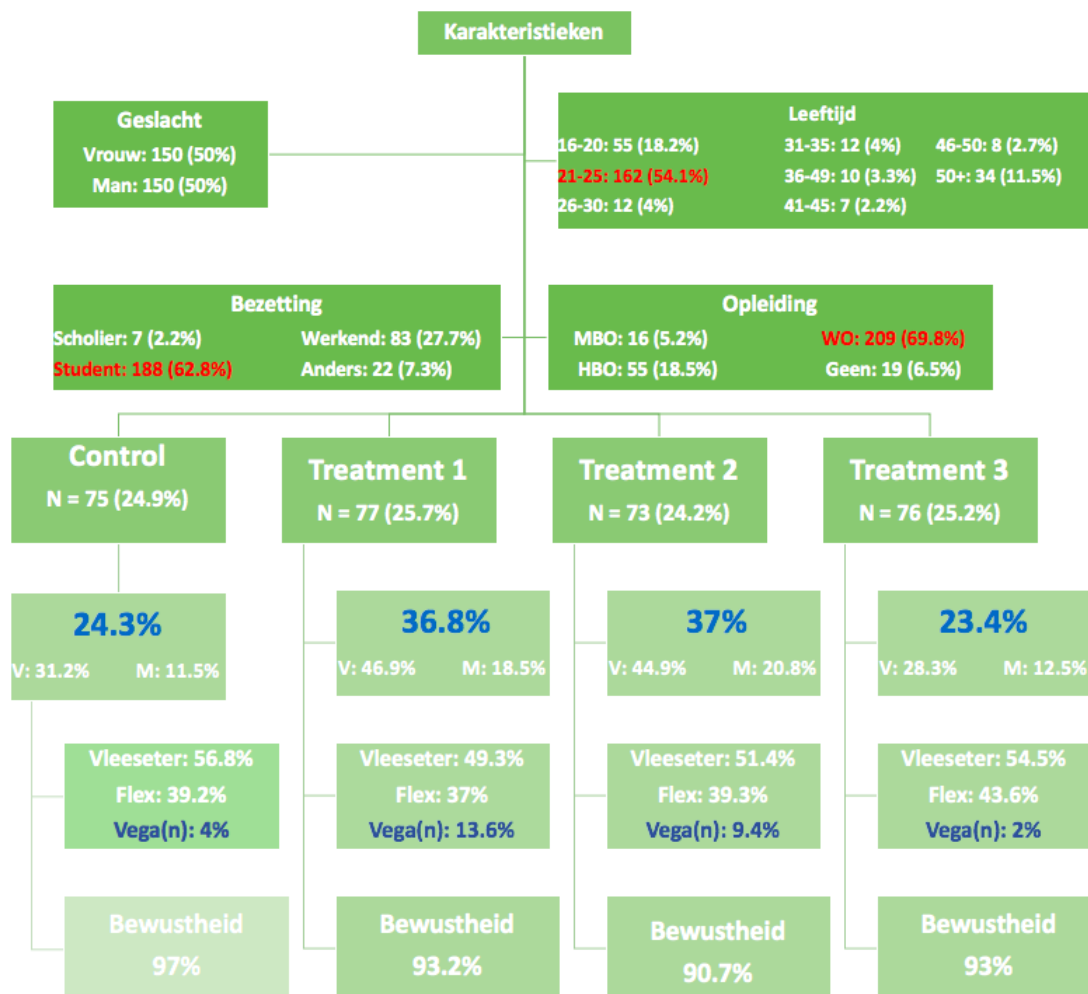 Karakteristieken
Geslacht
Vrouw: 150 (50%)
Man: 150 (50%)
Leeftijd
16-20: 55 (18.2%) 31-35: 12 (4%) 46-50: 8 (2.7%)
21-25: 162 (54.1%) 36-49: 10 (3.3%) 50+: 34 (11.5%)
26-30: 12 (4%) 41-45: 7 (2.2%)
Bezetting
Scholier: 7 (2.2%) Werkend: 83 (27.7%)
Student: 188 (62.8%) Anders: 22 (7.3%)
Opleiding
MBO: 16 (5.2%) WO: 209 (69.8%)
HBO: 55 (18.5%) Geen: 19 (6.5%)
Control
N = 75 (24.9%)
Treatment 1
N = 77 (25.7%)
Treatment 2
N = 73 (24.2%)
Treatment 3
N = 76 (25.2%)
24.3%
V: 31.2% M: 11.5%
36.8%
V: 46.9% M: 18.5%
37%
V: 44.9% M: 20.8%
23.4%
V: 28.3% M: 12.5%
Vleeseter: 56.8%
Flex: 39.2%
Vega(n): 4%
Vleeseter: 49.3%
Flex: 37%
Vega(n): 13.6%
Vleeseter: 51.4%
Flex: 39.3%
Vega(n): 9.4%
Vleeseter: 54.5%
Flex: 43.6%
Vega(n): 2%
Bewustheid
97%
Bewustheid
93.2%
Bewustheid
90.7%
Bewustheid
93%